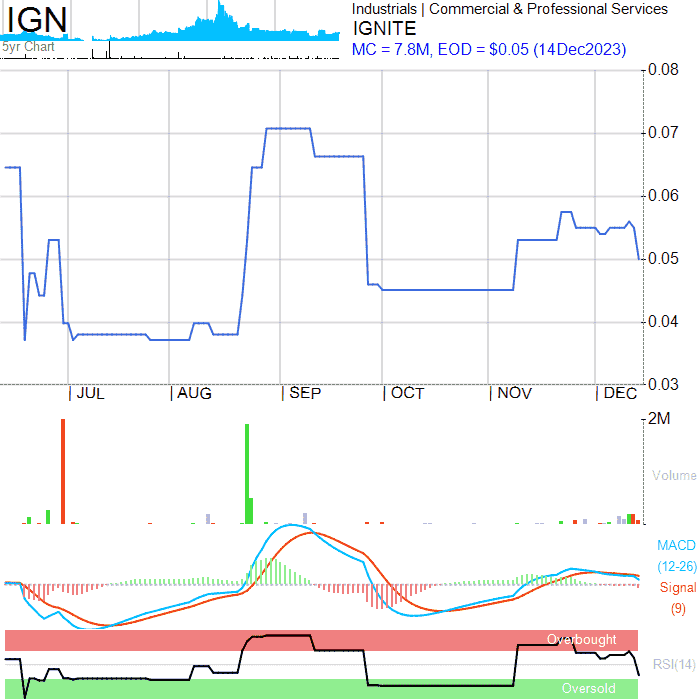 IGN
5yr Chart
Industrials | Commercial & Professional Services
IGNITE
MC = 7.8M, EOD = $0.05 (14Dec2023)
0.08
0.07
0.06
0.05
0.04
0.03
JUL AUG SEP OCT NOV DEC
2M
Volume
MACD
(12-26)
Signal
(9)
Overbought
RSI(14)
Oversold